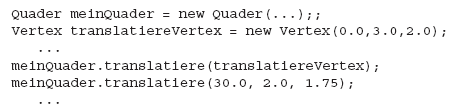 Quader meinQuader = new Quader(...);;
Vertex translatiereVertex = new Vertex(0.0,3.0,2.0);
...
meinQuader.translatiere(translatiereVertex);
meinQuader.translatiere(30.0, 2.0, 1.75);
...